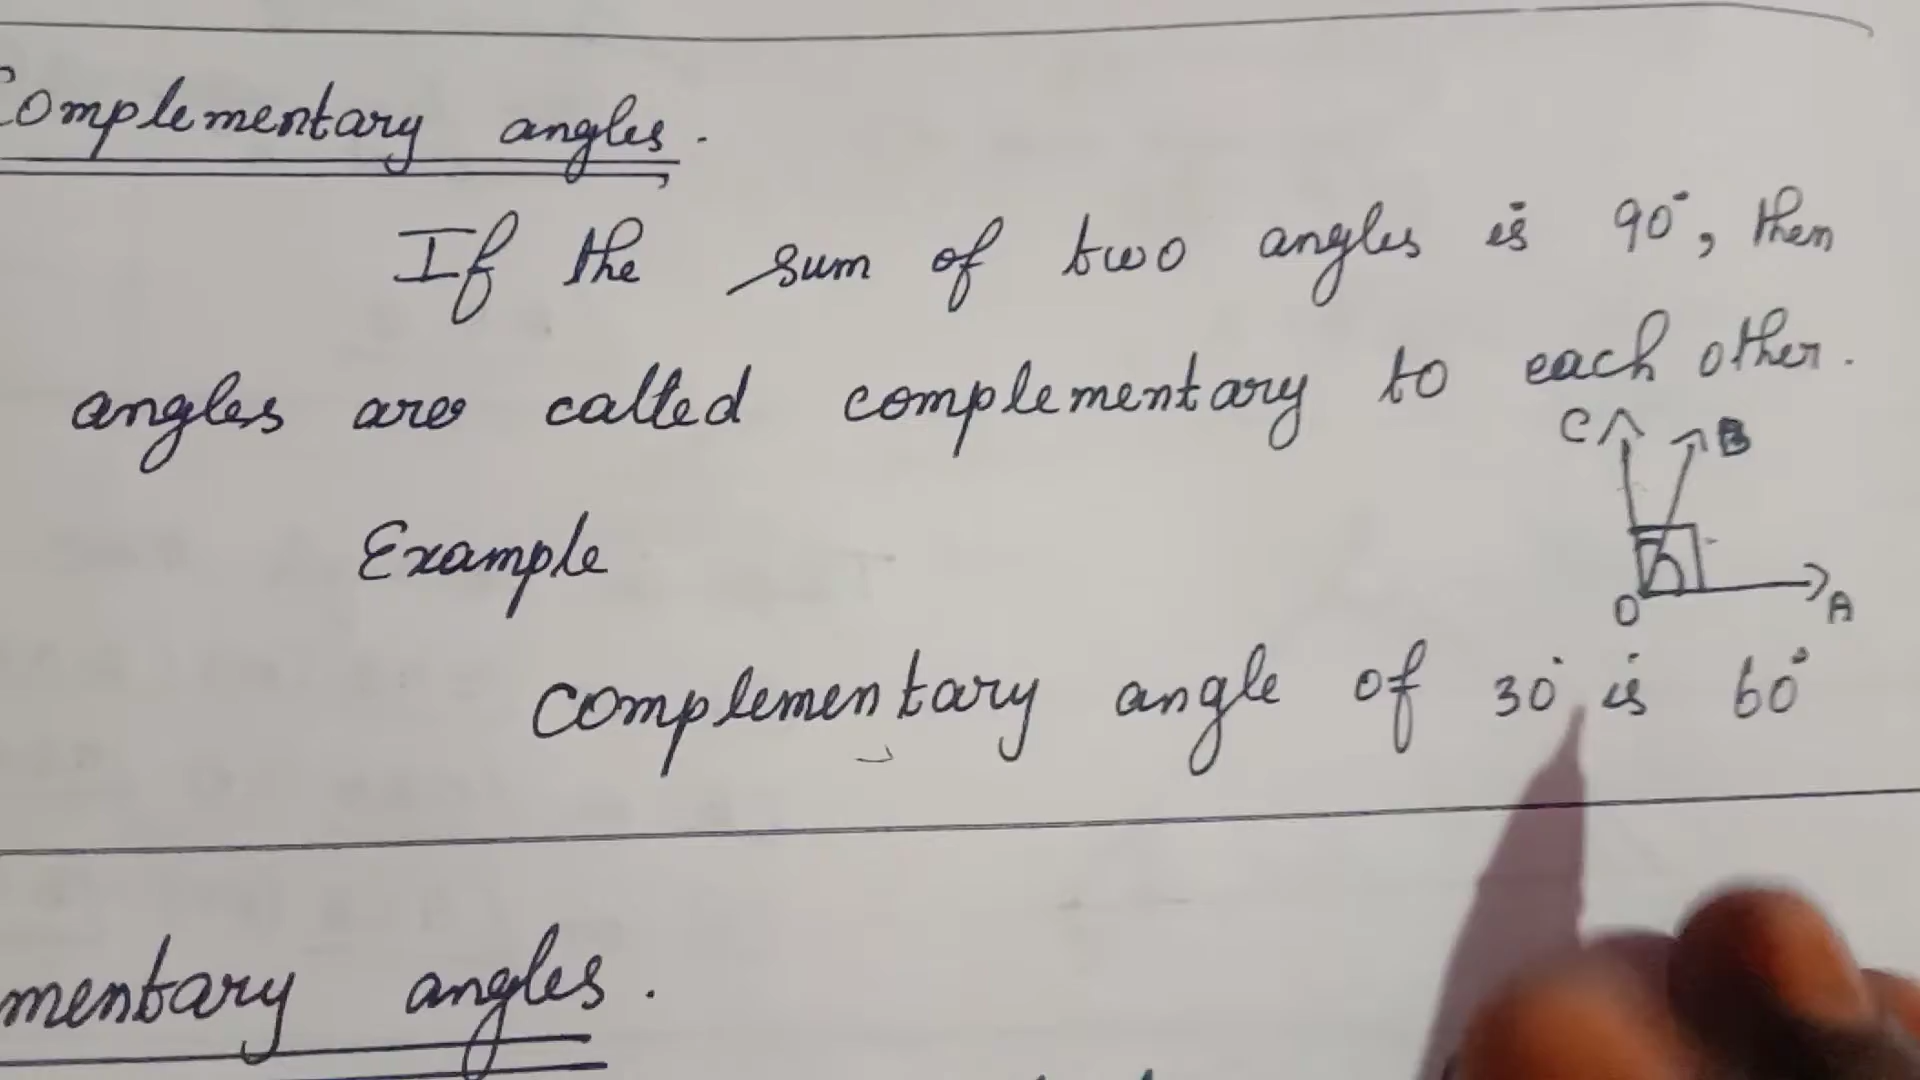 Complementary angles.
If the sum of two angles is 90°, then
angles are called complementary to each other.
C B
Example
O A
Complementary angle of 30° is 60°
mentary angles.